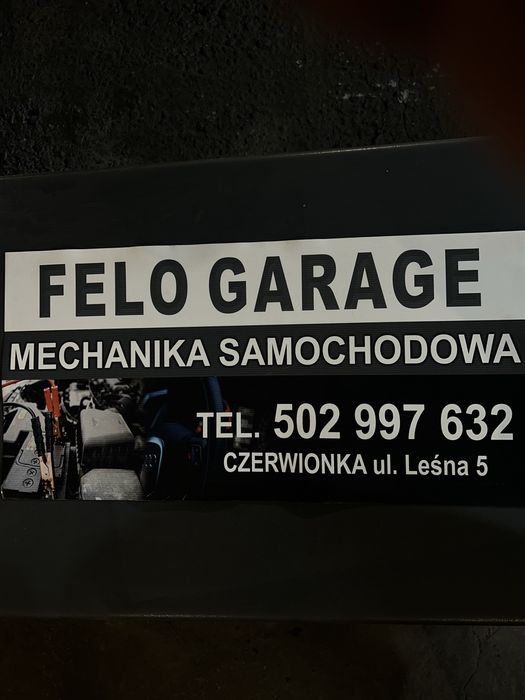 FELO GARAGE
MECHANIKA SAMOCHODOWA
TEL. 502 997 632
CZERWIONKA ul. Leśna 5